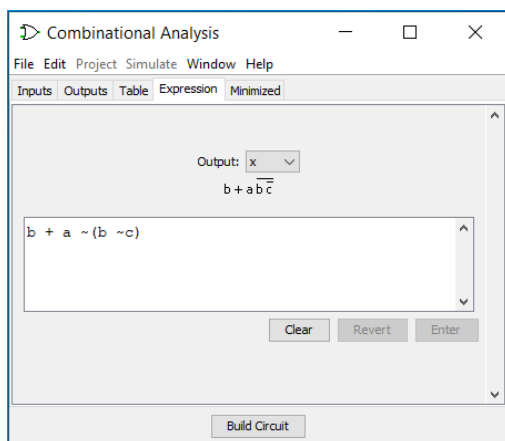 Combinational Analysis
File Edit Project Simulate Window Help
Inputs Outputs Table Expression Minimized
Output: x
b + a b̅ ̅c̿
b + a ~(b ~c)
Clear Revert Enter
Build Circuit